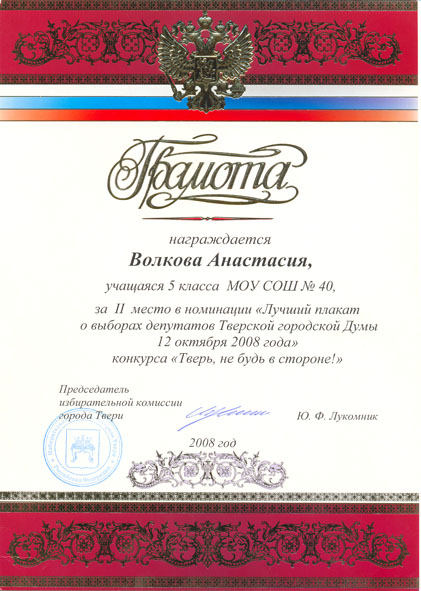 Грамота
награждается
Волкова Анастасия,
учащаяся 5 класса МОУ СОШ № 40,
за II место в номинации «Лучший плакат
о выборах депутатов Тверской городской Думы
12 октября 2008 года»
конкурса «Тверь, не будь в стороне!»
Председатель
избирательной комиссии
города Твери
Ю. Ф. Лукомник
2008 год